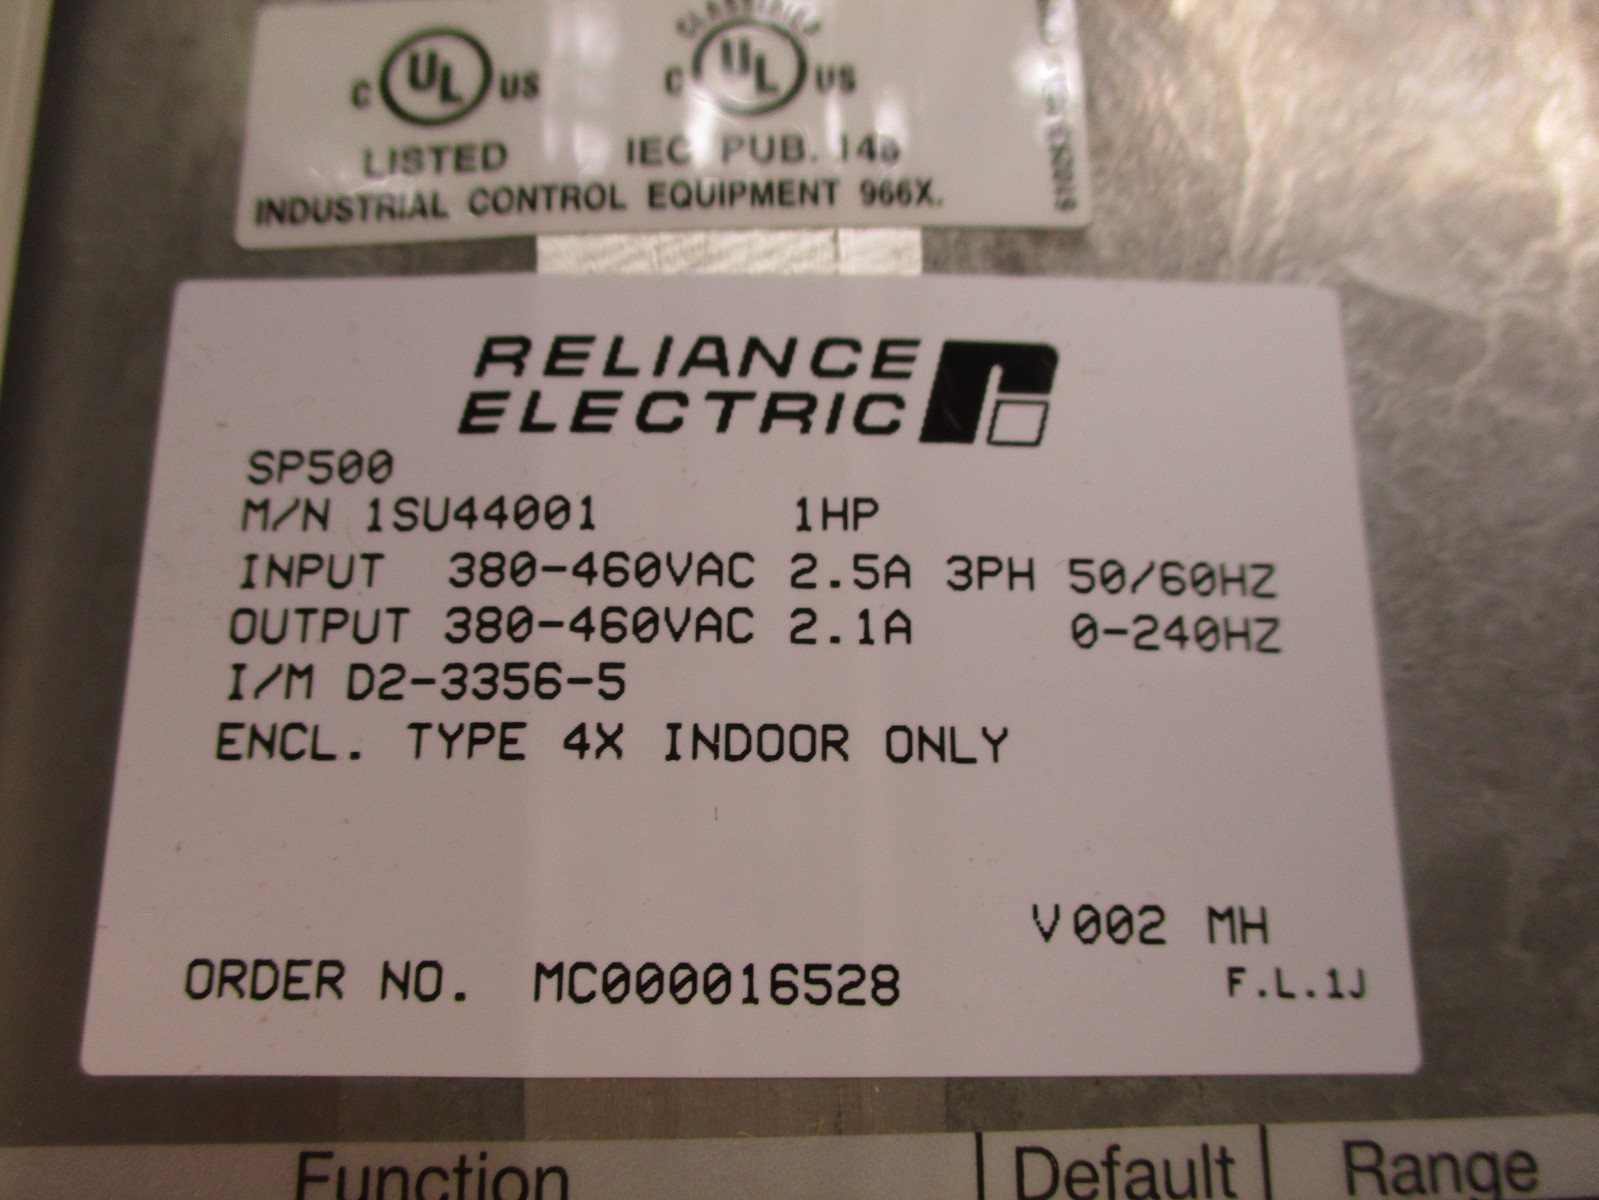 CLASSIFIED
C UL US
C UL US
LISTED
IEC PUB. 146
INDUSTRIAL CONTROL EQUIPMENT 966X.
RELIANCE
ELECTRIC
SP500
M/N 1SU44001 1HP
INPUT 380-460VAC 2.5A 3PH 50/60HZ
OUTPUT 380-460VAC 2.1A 0-240HZ
I/M D2-3356-5
ENCL. TYPE 4X INDOOR ONLY
V002 MH
ORDER NO. MC000016528
F.L.1J
Function Default Range